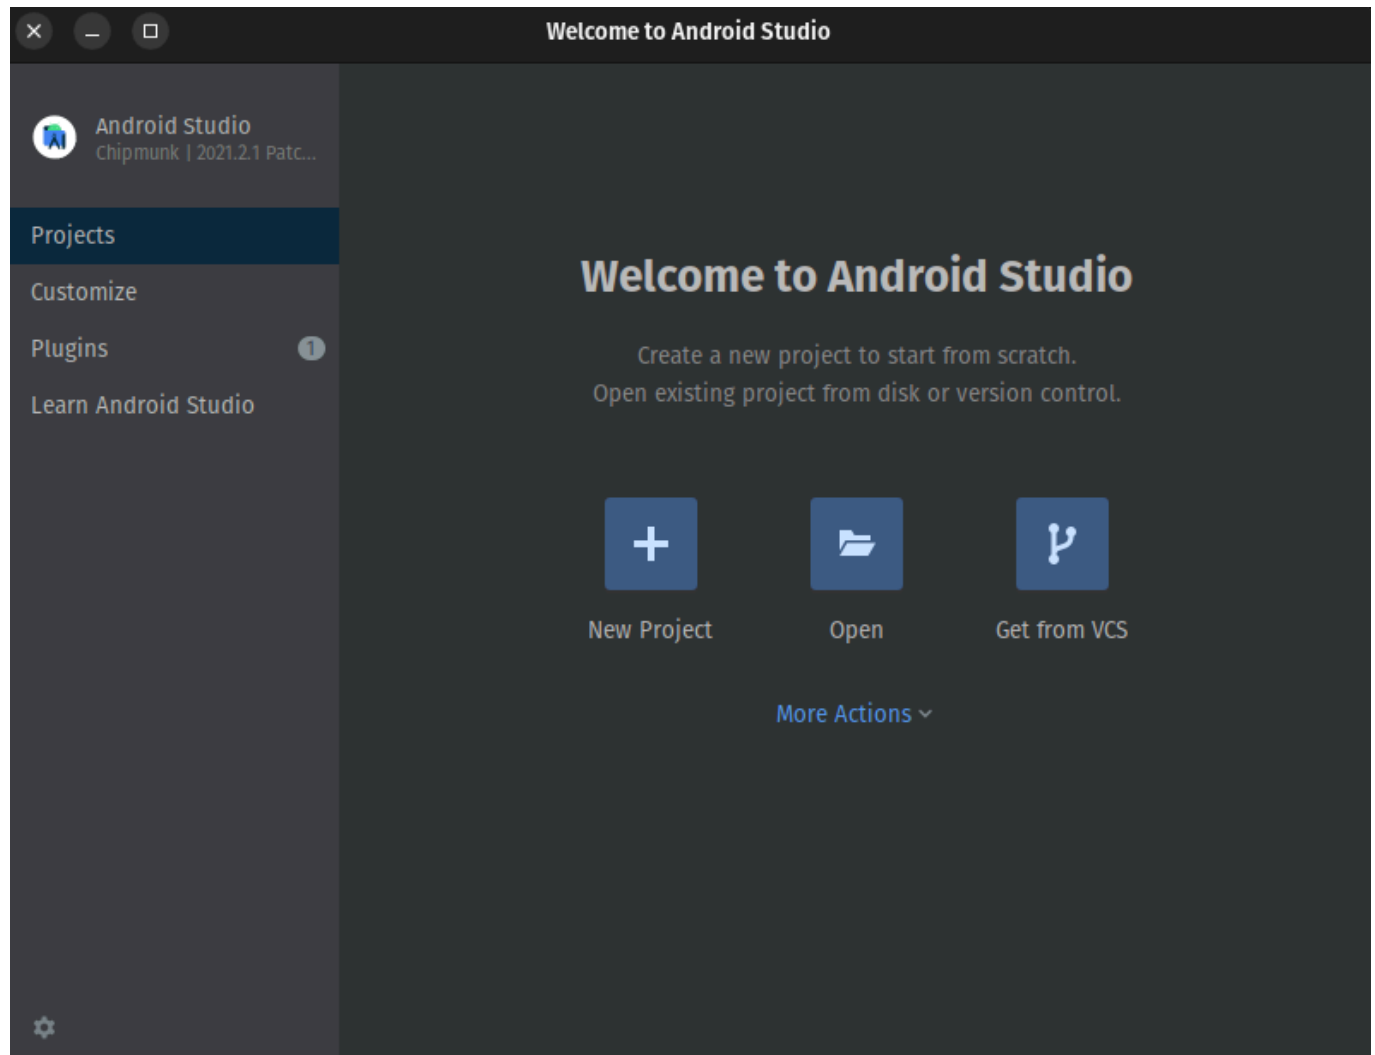 Welcome to Android Studio
Android Studio
Chipmunk | 2021.2.1 Patc...
Projects
Customize
Plugins 1
Learn Android Studio
Welcome to Android Studio
Create a new project to start from scratch.
Open existing project from disk or version control.
New Project
Open
Get from VCS
More Actions